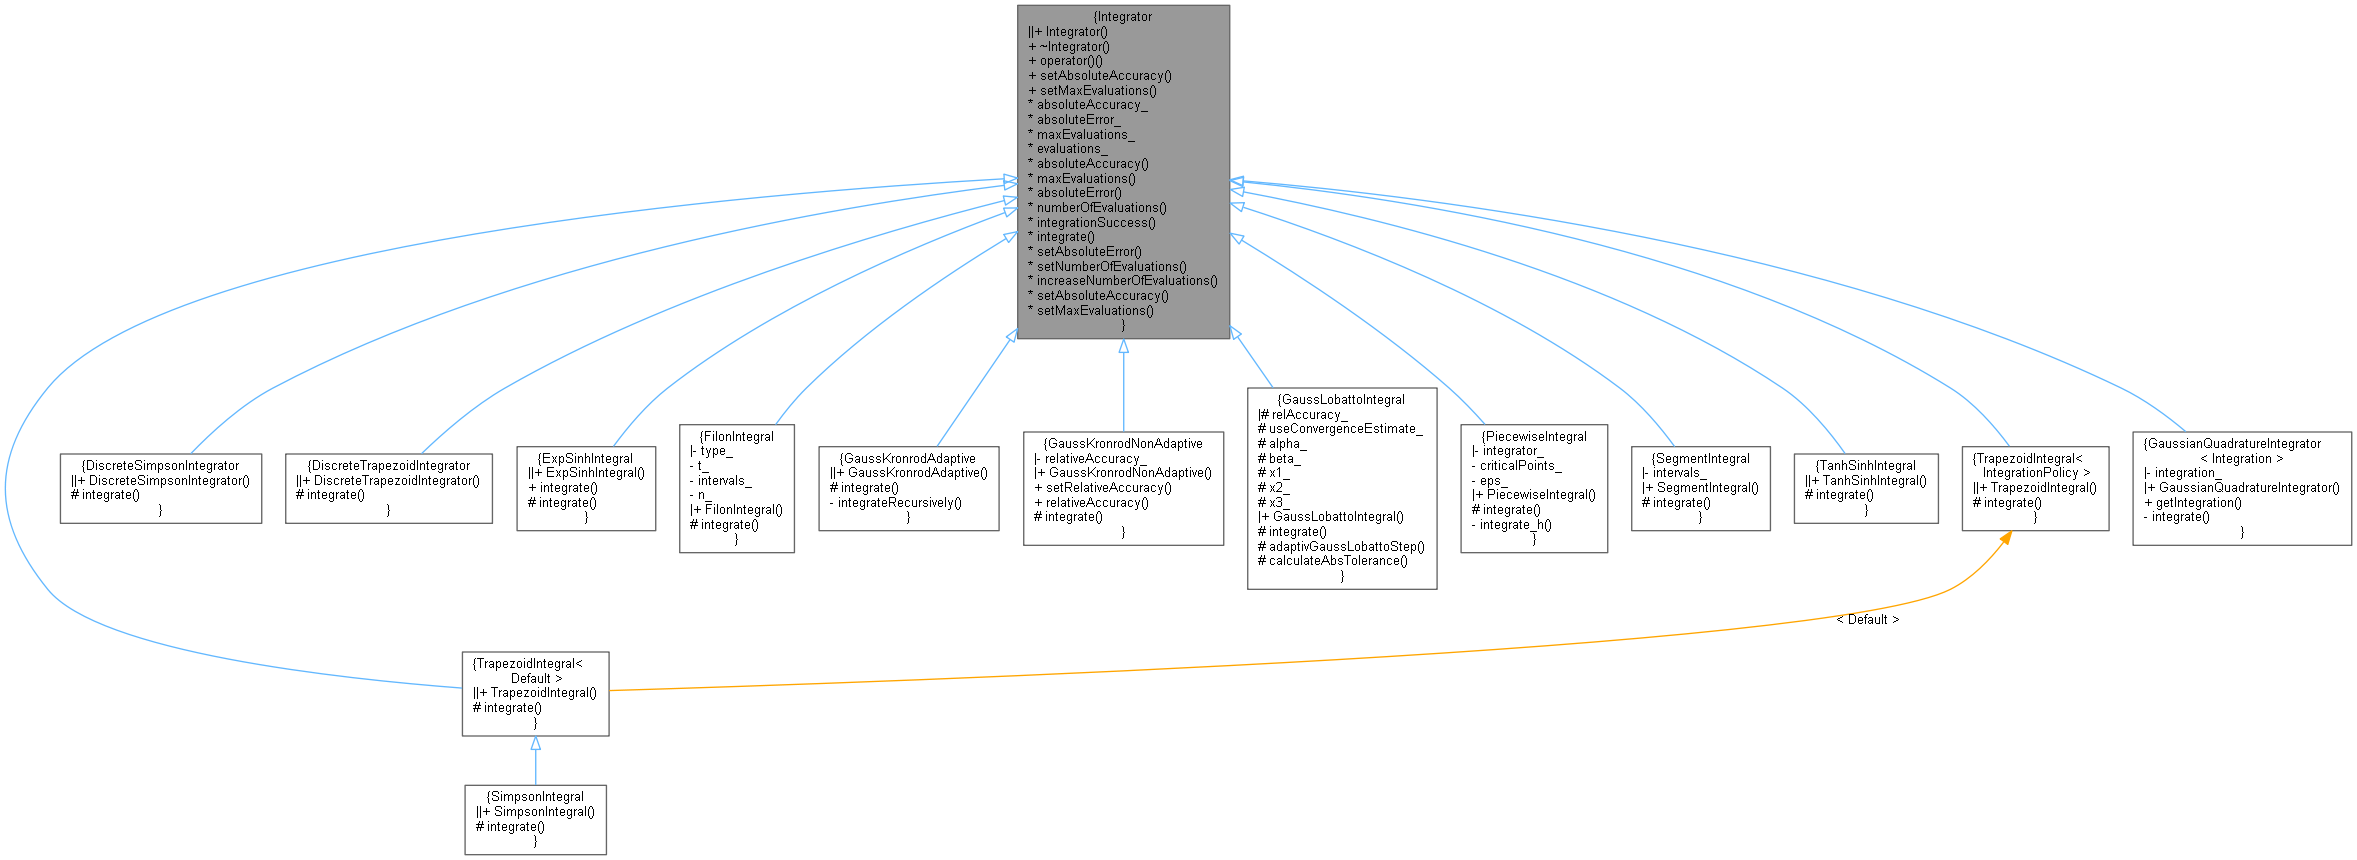 {Integrator
||+ Integrator()
+ ~Integrator()
+ operator()()
+ setAbsoluteAccuracy()
+ setMaxEvaluations()
* absoluteAccuracy_
* absoluteError_
* maxEvaluations_
* evaluations_
* absoluteAccuracy()
* maxEvaluations()
* absoluteError()
* numberOfEvaluations()
* integrationSuccess()
* integrate()
* setAbsoluteError()
* setNumberOfEvaluations()
* increaseNumberOfEvaluations()
* setAbsoluteAccuracy()
* setMaxEvaluations()
}
{DiscreteSimpsonIntegrator
||+ DiscreteSimpsonIntegrator()
# integrate()
}
{DiscreteTrapezoidIntegrator
||+ DiscreteTrapezoidIntegrator()
# integrate()
}
{ExpSinhIntegral
||+ ExpSinhIntegral()
+ integrate()
# integrate()
}
{FilonIntegral
|- type_
- t_
- intervals_
- n_
|+ FilonIntegral()
# integrate()
}
{GaussKronrodAdaptive
||+ GaussKronrodAdaptive()
# integrate()
- integrateRecursively()
}
{GaussKronrodNonAdaptive
|- relativeAccuracy_
|+ GaussKronrodNonAdaptive()
+ setRelativeAccuracy()
+ relativeAccuracy()
# integrate()
}
{GaussLobattoIntegral
|# relAccuracy_
# useConvergenceEstimate_
# alpha_
# beta_
# x1_
# x2_
# x3_
|+ GaussLobattoIntegral()
# integrate()
# adaptivGaussLobattoStep()
# calculateAbsTolerance()
}
{PiecewiseIntegral
|- integrator_
- criticalPoints_
- eps_
|+ PiecewiseIntegral()
# integrate()
- integrate_h()
}
{SegmentIntegral
|- intervals_
|+ SegmentIntegral()
# integrate()
}
{TanhSinhIntegral
||+ TanhSinhIntegral()
# integrate()
}
{TrapezoidIntegral<
IntegrationPolicy >
||+ TrapezoidIntegral()
# integrate()
}
{GaussianQuadratureIntegrator
< Integration >
|- integration_
|+ GaussianQuadratureIntegrator()
+ getIntegration()
- integrate()
}
< Default >
{TrapezoidIntegral<
Default >
||+ TrapezoidIntegral()
# integrate()
}
{SimpsonIntegral
||+ SimpsonIntegral()
# integrate()
}